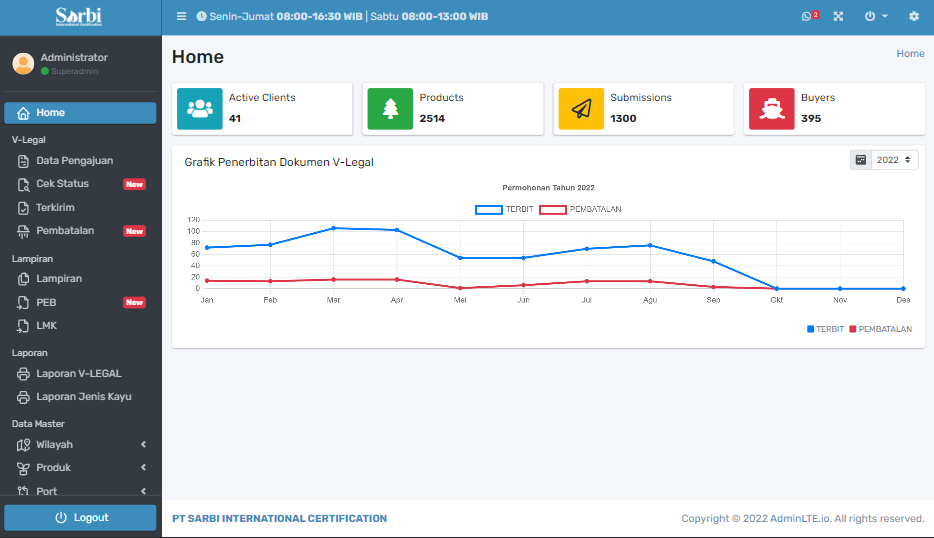 Sarbi
International Certification
Senin-Jumat 08:00-16:30 WIB | Sabtu 08:00-13:00 WIB
2
Administrator
Superadmin
Home
V-Legal
Data Pengajuan
Cek Status New
Terkirim
Pembatalan New
Lampiran
Lampiran
PEB New
LMK
Laporan
Laporan V-LEGAL
Laporan Jenis Kayu
Data Master
Wilayah
Produk
Port
Logout
Home
Home
Active Clients
41
Products
2514
Submissions
1300
Buyers
395
Grafik Penerbitan Dokumen V-Legal
2022
Permohonan Tahun 2022
TERBIT PEMBATALAN
120
100
80
60
40
20
0
Jan Feb Mar Apr Mei Jun Jul Agu Sep Okt Nov Des
TERBIT PEMBATALAN
PT SARBI INTERNATIONAL CERTIFICATION
Copyright © 2022 AdminLTE.io. All rights reserved.